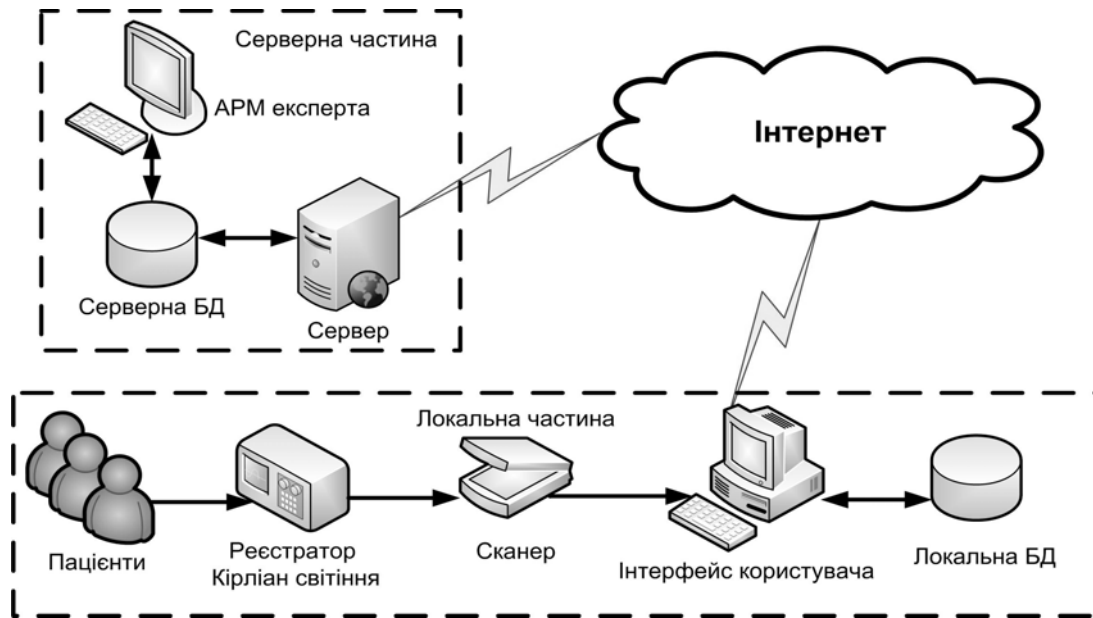 Серверна частина
АРМ експерта
Серверна БД
Сервер
Інтернет
Локальна частина
Пацієнти
Реєстратор
Кірліан світіння
Сканер
Інтерфейс користувача
Локальна БД